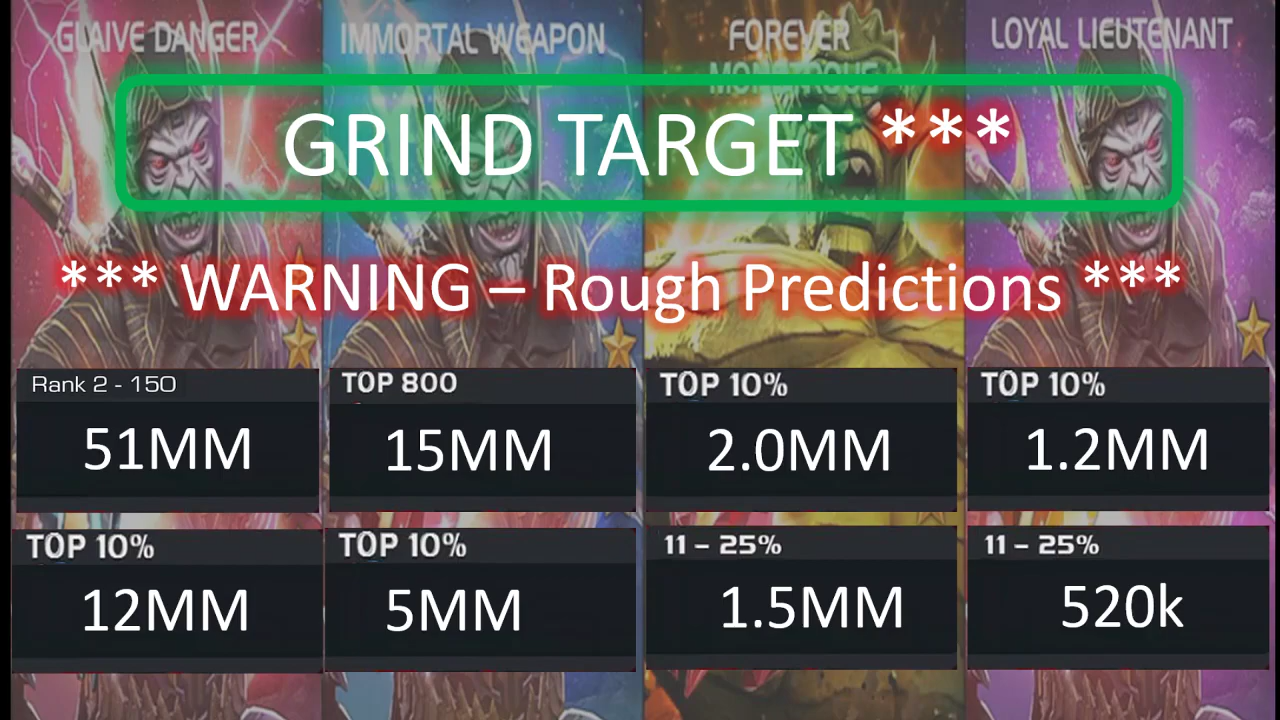 GLAIVE DANGER
IMMORTAL WEAPON
FOREVER
MONSTROUS
LOYAL LIEUTENANT
GRIND TARGET ***
*** WARNING – Rough Predictions ***
Rank 2 - 150
51MM
TOP 800
15MM
TOP 10%
2.0MM
TOP 10%
1.2MM
TOP 10%
12MM
TOP 10%
5MM
11 – 25%
1.5MM
11 – 25%
520k